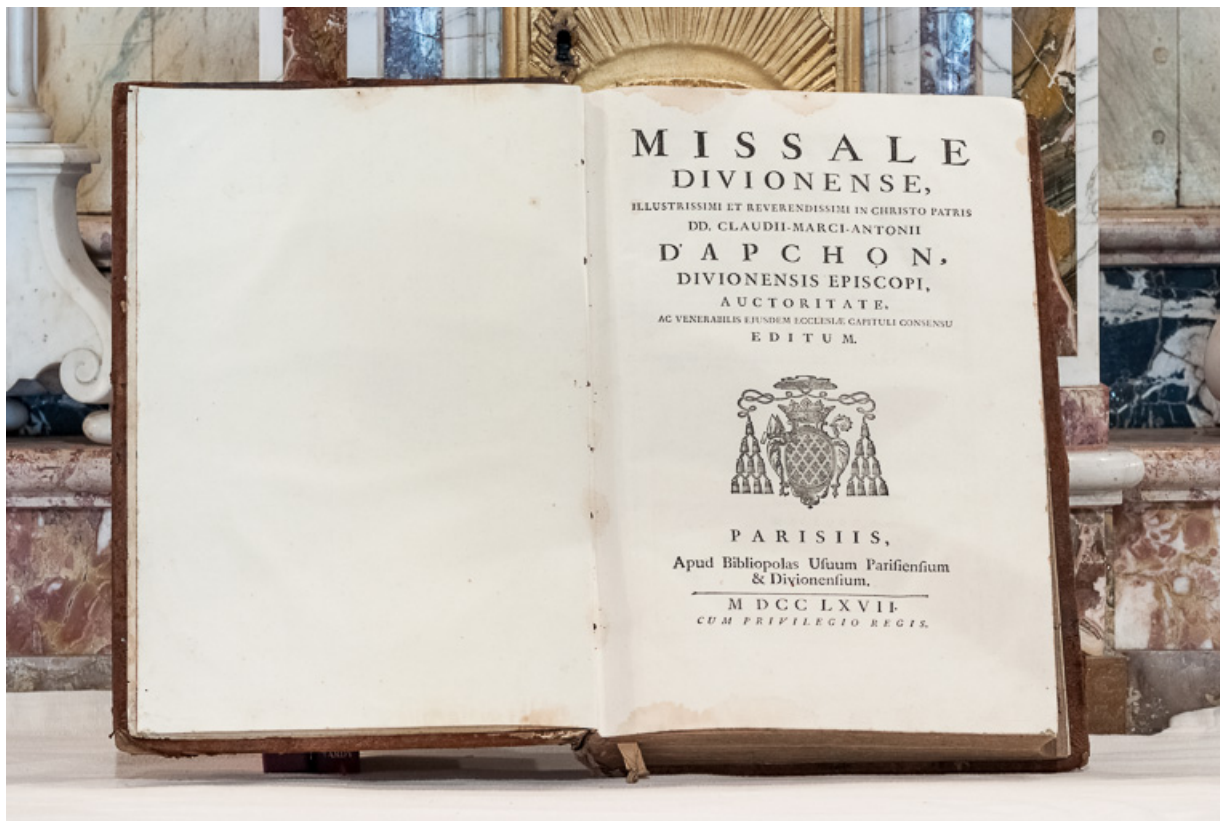 MISSALE
DIVIONENSE,
ILLUSTRISSIMI ET REVERENDISSIMI IN CHRISTO PATRIS
DD. CLAUDII-MARCI-ANTONII
D'APCHON,
DIVIONENSIS EPISCOPI,
AUCTORITATE,
AC VENERABILIS EJUSDEM ECCLESIÆ CAPITULI CONSENSU
EDITUM.
PARISIIS,
Apud Bibliopolas Uſuum Pariſienſium
& Divionenſium.
M DCC LXVII.
CUM PRIVILEGIO REGIS.